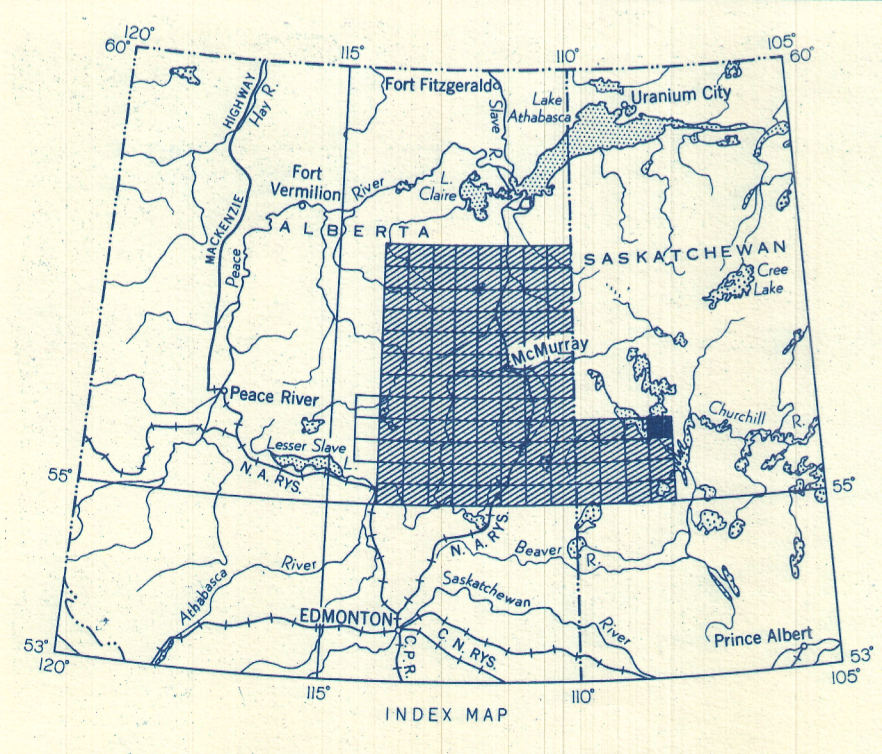 120°
60°
115°
110°
105°
60°
HIGHWAY
Hay R.
Fort Fitzgerald
Slave
R.
Lake
Athabasca
Uranium City
Fort
Vermilion
River
L.
Claire
MACKENZIE
ALBERTA
SASKATCHEWAN
Peace
Cree
Lake
McMurray
Peace River
Churchill
R.
Lesser Slave
L.
N. A. RYS.
55°
55°
N. A. RYS.
Beaver
R.
River
Athabasca
Saskatchewan
River
EDMONTON
C. N. RYS.
C.P.R.
Prince Albert
53°
120°
115°
110°
53°
105°
INDEX MAP